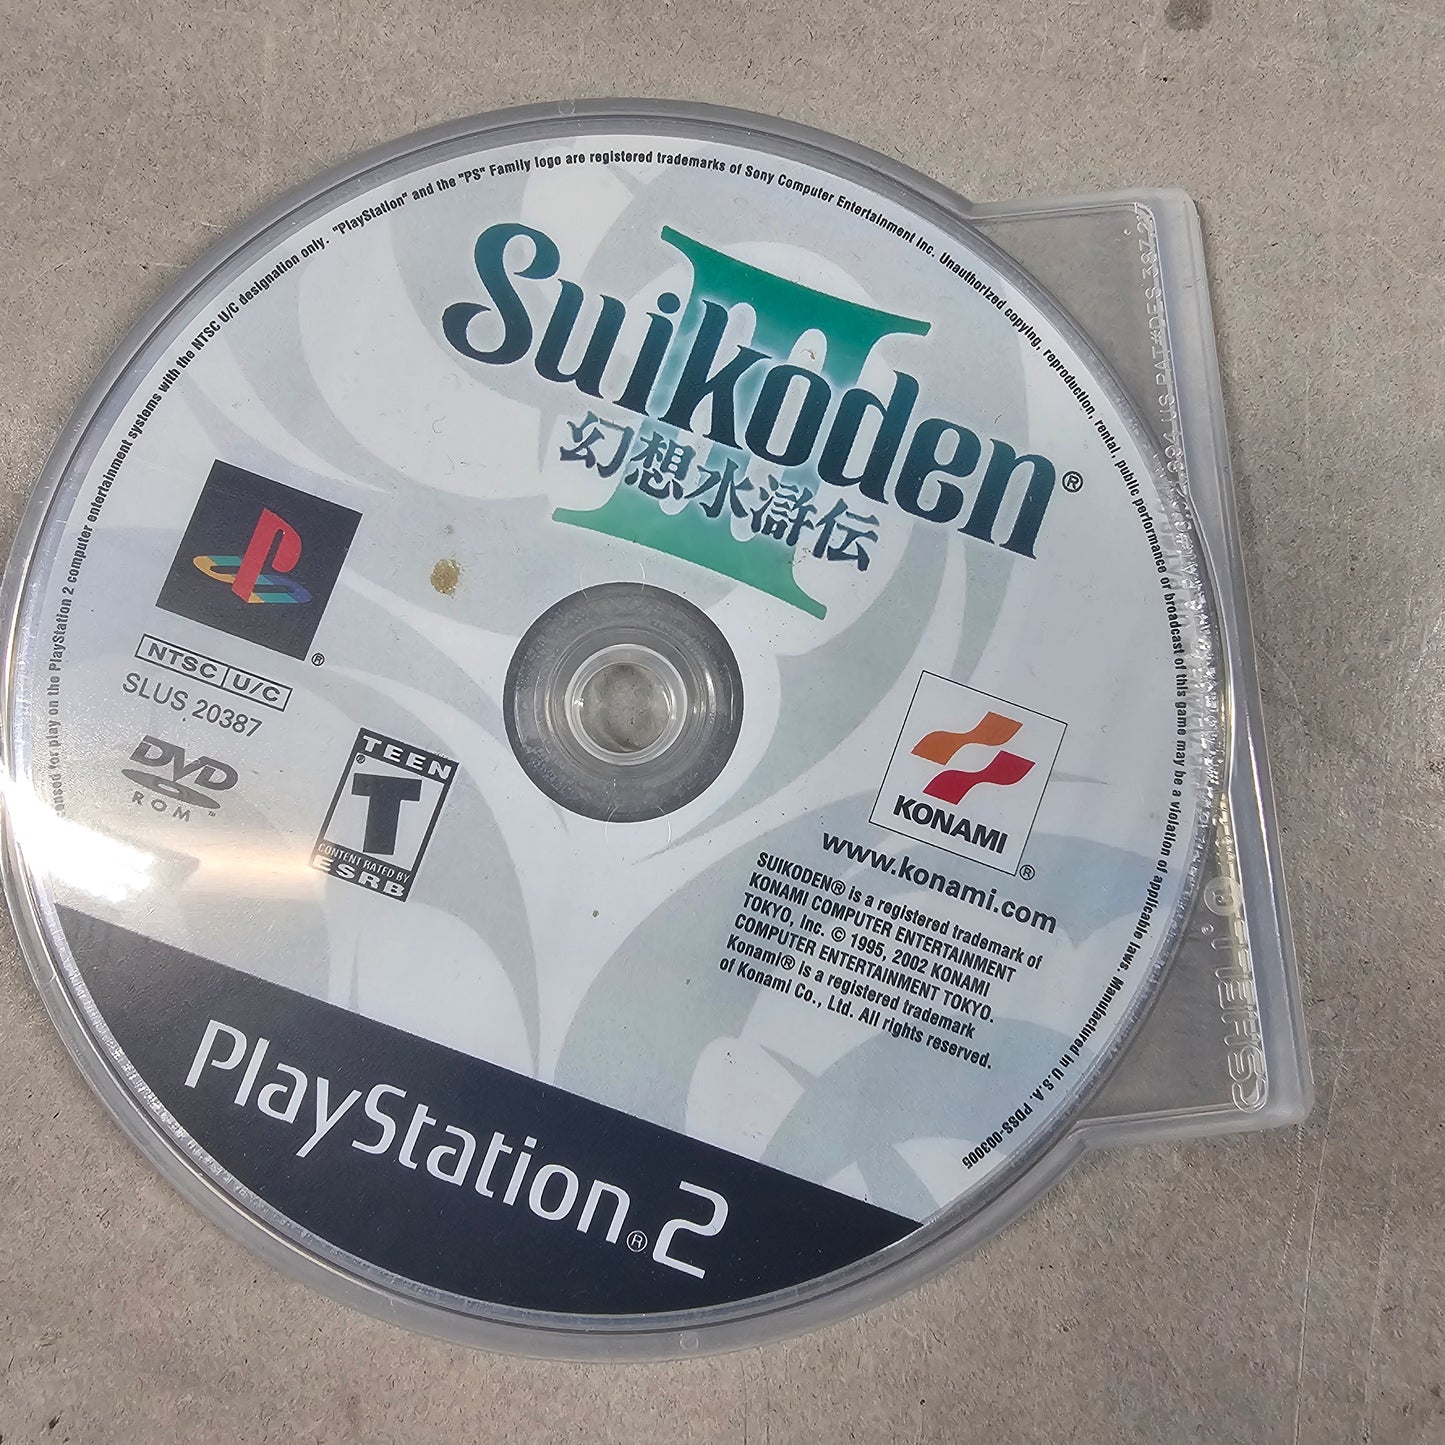 "PlayStation" and the "PS" Family logo are registered trademarks of Sony Computer Entertainment Inc. Unauthorized copying, reproduction, rental, public performance or broadcast of this game may be a violation of applicable laws. Manufactured in U.S.A. PDSS-003005
for play on the PlayStation 2 computer entertainment systems with the NTSC U/C designation only.
III
Suikoden®
幻想水滸伝
®
NTSC U/C
SLUS 20387
DVD
ROM™
TEEN
T
®
CONTENT RATED BY
ESRB
KONAMI
®
www.konami.com
SUIKODEN® is a registered trademark of
KONAMI COMPUTER ENTERTAINMENT
TOKYO, Inc. © 1995, 2002 KONAMI
COMPUTER ENTERTAINMENT TOKYO.
Konami® is a registered trademark
of Konami Co., Ltd. All rights reserved.
PlayStation®2